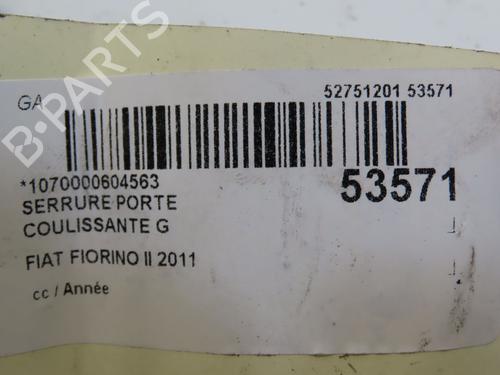 GA
52751201 53571
*1070000604563
53571
SERRURE PORTE
COULISSANTE G
FIAT FIORINO II 2011
cc / Année
B-PARTS